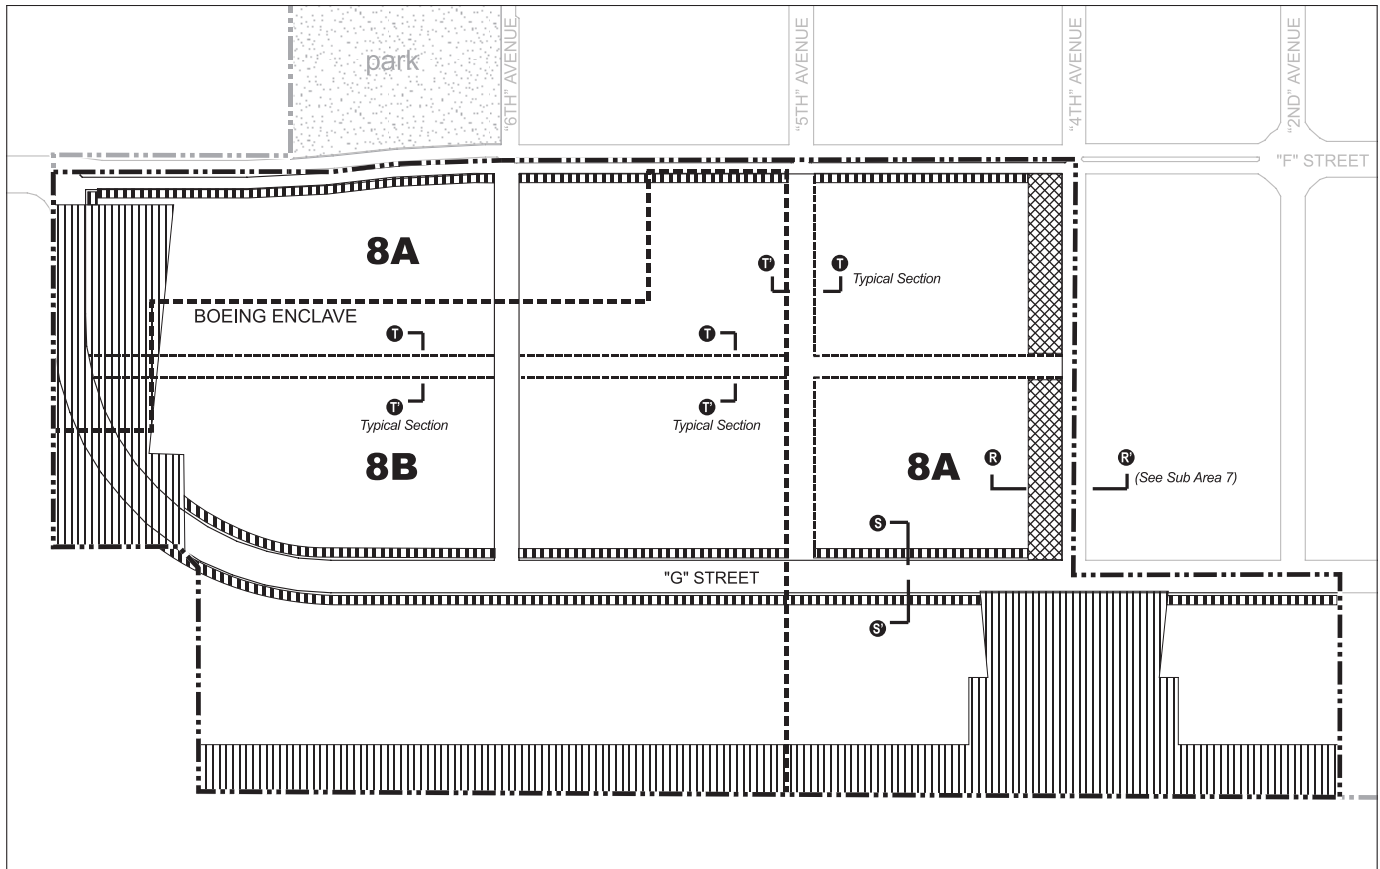 park
"6TH" AVENUE
"5TH" AVENUE
"4TH" AVENUE
"2ND" AVENUE
"F" STREET
8A
T'
T
Typical Section
BOEING ENCLAVE
T
T
T'
T'
Typical Section
Typical Section
8B
8A
R
R'
(See Sub Area 7)
S
"G" STREET
S'